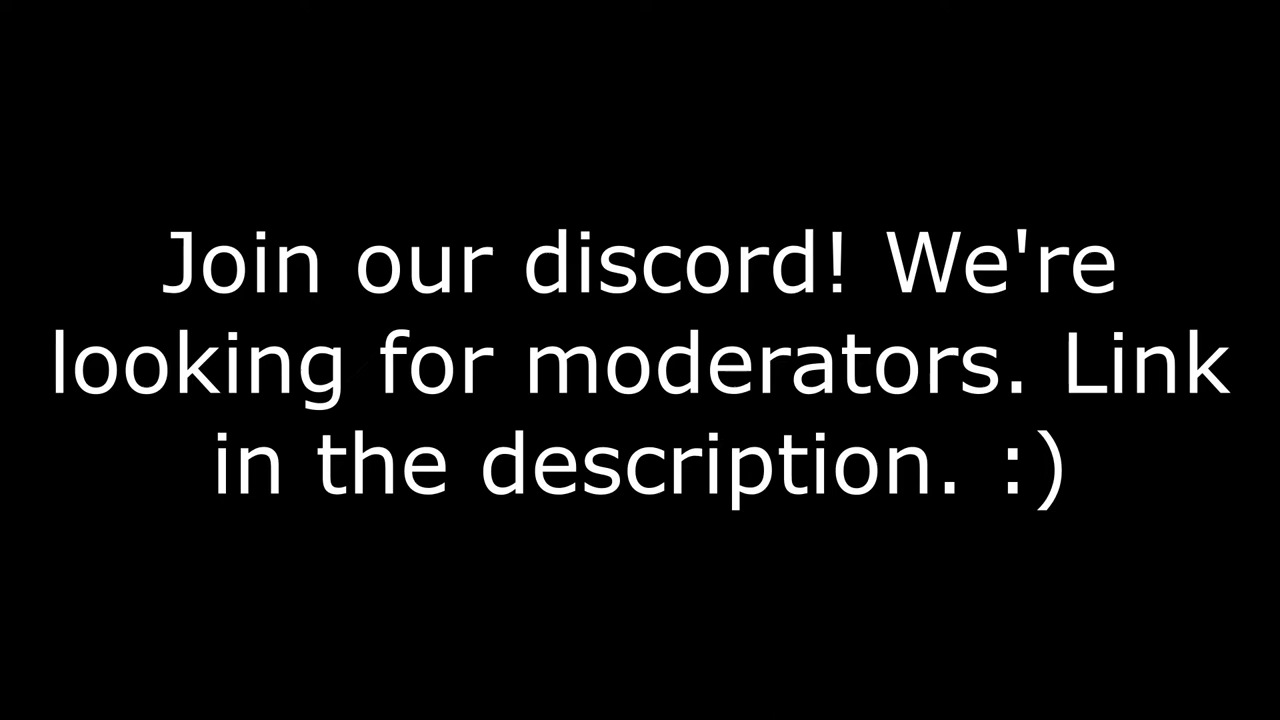 Join our discord! We're
looking for moderators. Link
in the description. :)